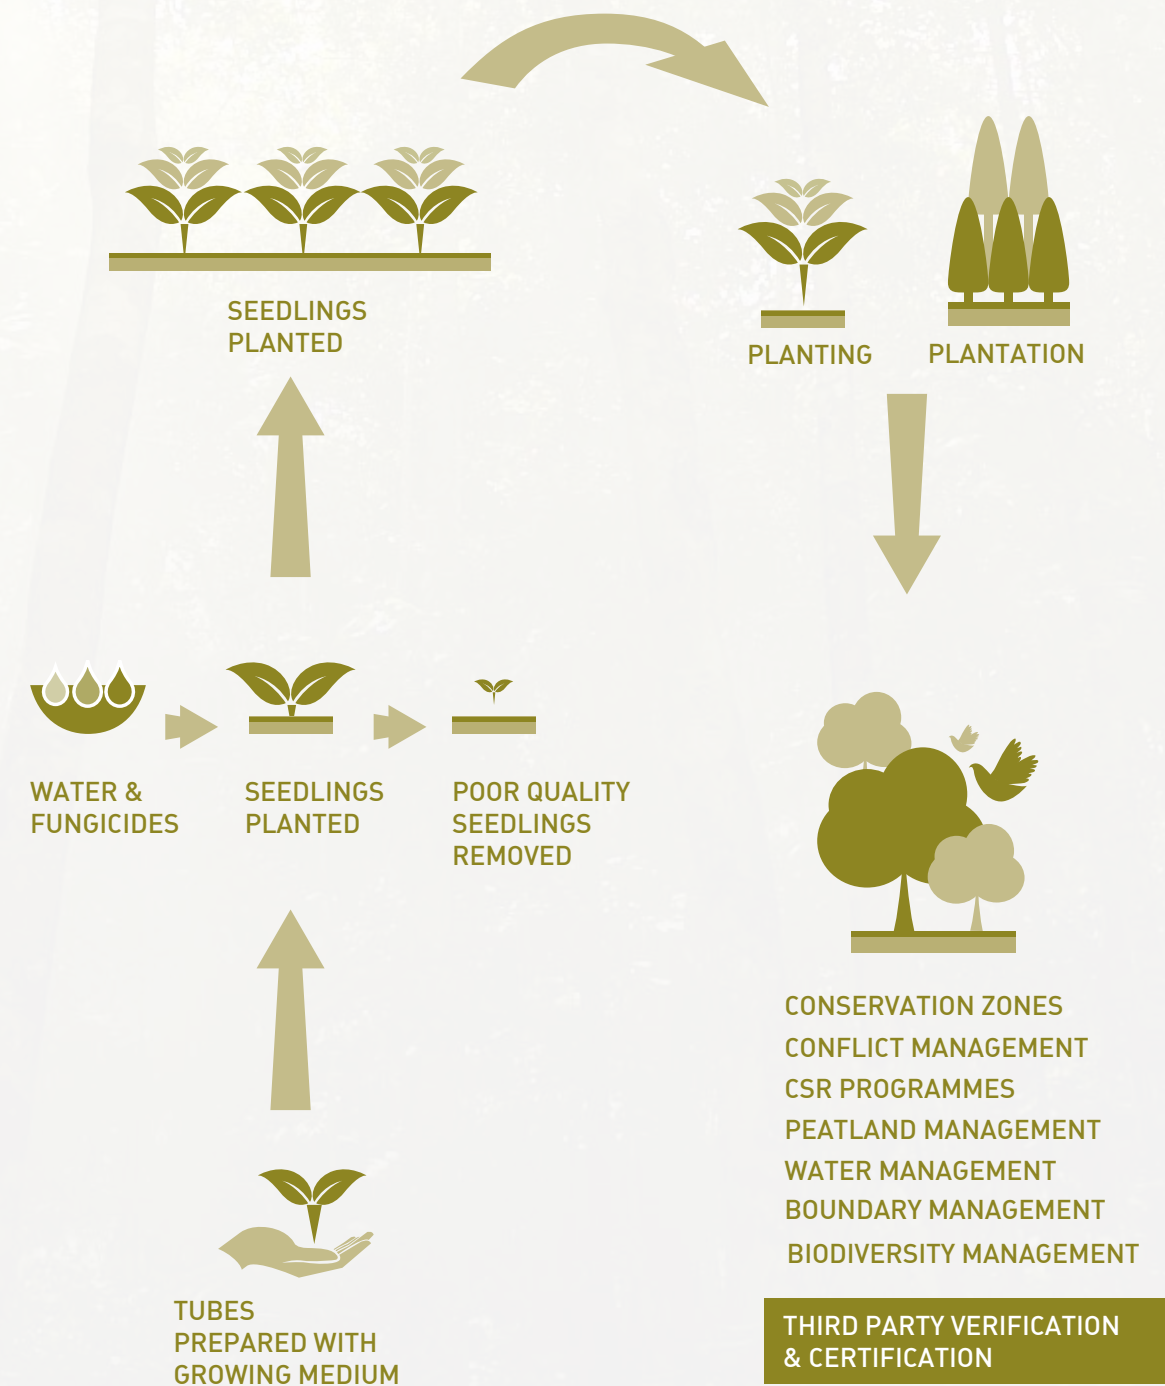 SEEDLINGS
PLANTED
PLANTING
PLANTATION
WATER &
FUNGICIDES
SEEDLINGS
PLANTED
POOR QUALITY
SEEDLINGS
REMOVED
TUBES
PREPARED WITH
GROWING MEDIUM
CONSERVATION ZONES
CONFLICT MANAGEMENT
CSR PROGRAMMES
PEATLAND MANAGEMENT
WATER MANAGEMENT
BOUNDARY MANAGEMENT
BIODIVERSITY MANAGEMENT
THIRD PARTY VERIFICATION
& CERTIFICATION